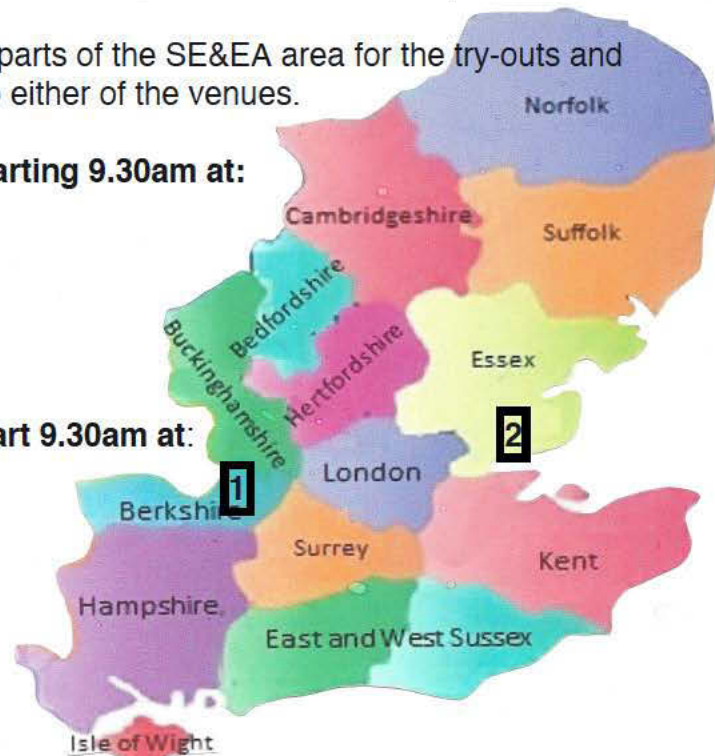 parts of the SE&EA area for the try-outs and
either of the venues.
Norfolk
arting 9.30am at:
Cambridgeshire
Suffolk
Bedfordshire
Buckinghamshire
Hertfordshire
Essex
art 9.30am at:
2
London
1
Berkshire
Surrey
Kent
Hampshire.
East and West Sussex
Isle of Wight